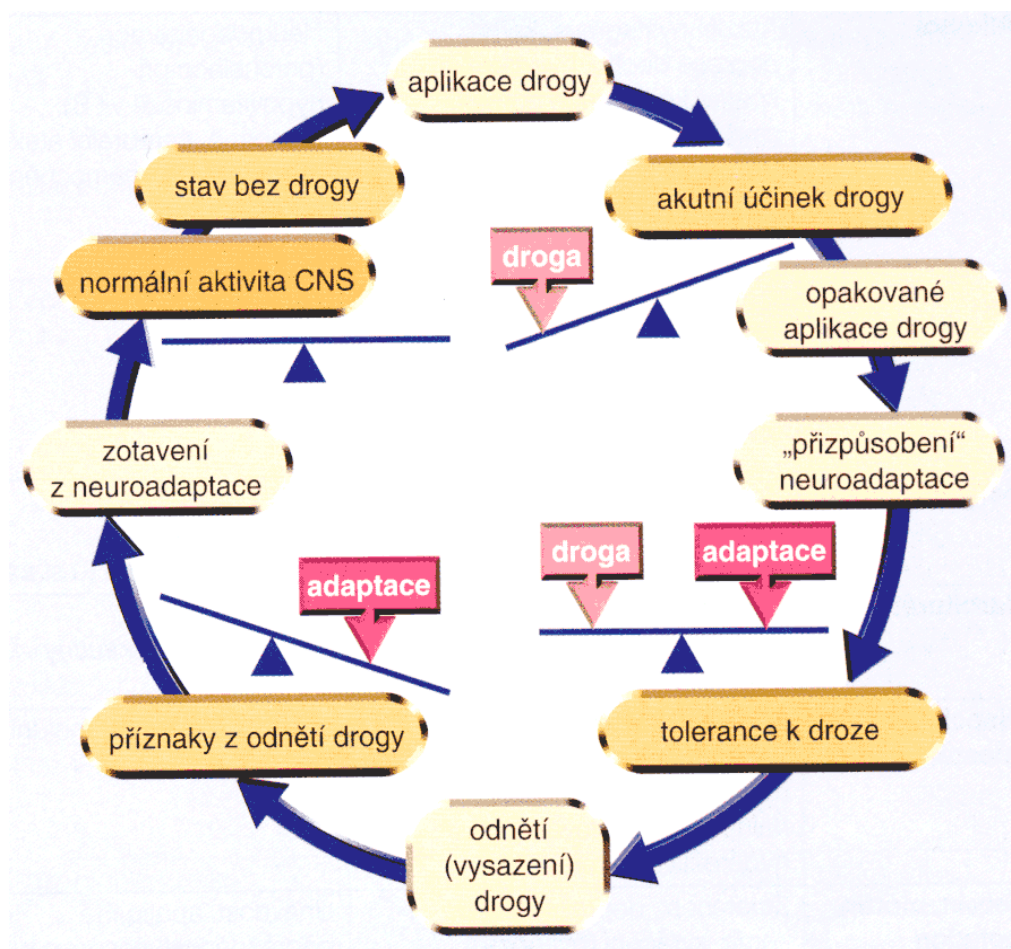 aplikace drogy
akutní účinek drogy
opakované
aplikace drogy
„přizpůsobení“
neuroadaptace
tolerance k droze
odnětí
(vysazení)
drogy
příznaky z odnětí drogy
zotavení
z neuroadaptace
normální aktivita CNS
stav bez drogy
droga
droga
adaptace
adaptace